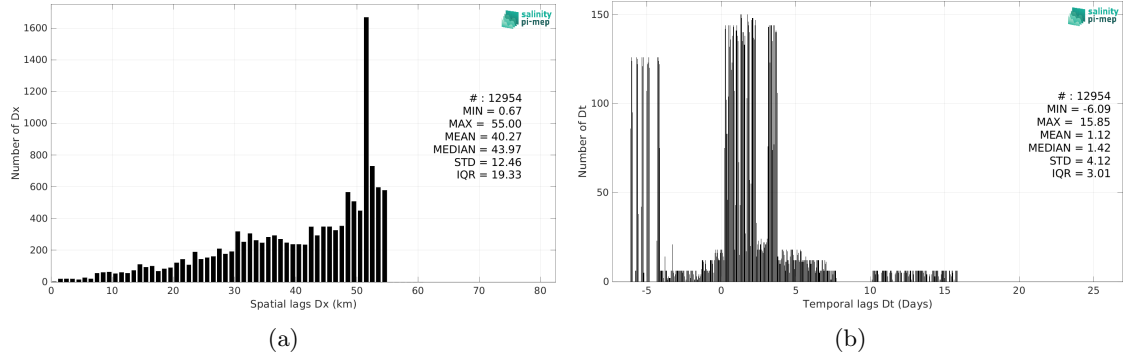 salinity
pi-mep
1600
1400
1200
1000
800
600
400
200
0
Number of Dx
# : 12954
MIN = 0.67
MAX = 55.00
MEAN = 40.27
MEDIAN = 43.97
STD = 12.46
IQR = 19.33
0 10 20 30 40 50 60 70 80
Spatial lags Dx (km)
(a)
salinity
pi-mep
150
100
50
0
Number of Dt
# : 12954
MIN = -6.09
MAX = 15.85
MEAN = 1.12
MEDIAN = 1.42
STD = 4.12
IQR = 3.01
-5 0 5 10 15 20 25
Temporal lags Dt (Days)
(b)